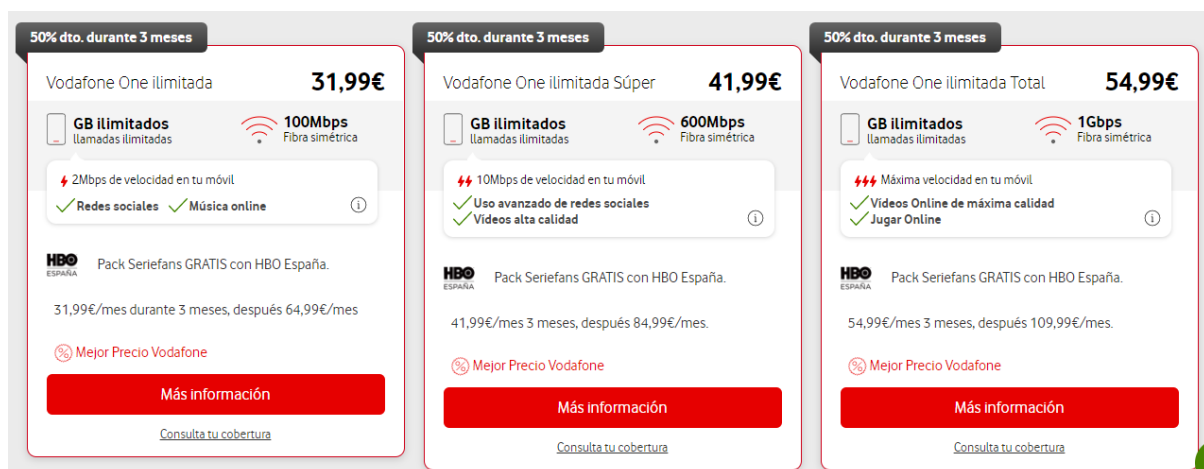 50% dto. durante 3 meses
Vodafone One ilimitada 31,99€
GB ilimitados
llamadas ilimitadas
100Mbps
Fibra simétrica
2Mbps de velocidad en tu móvil
Redes sociales Música online
HBO
ESPAÑA
Pack Seriefans GRATIS con HBO España.
31,99€/mes durante 3 meses, después 64,99€/mes
Mejor Precio Vodafone
Más información
Consulta tu cobertura
50% dto. durante 3 meses
Vodafone One ilimitada Súper 41,99€
GB ilimitados
llamadas ilimitadas
600Mbps
Fibra simétrica
10Mbps de velocidad en tu móvil
Uso avanzado de redes sociales
Vídeos alta calidad
HBO
ESPAÑA
Pack Seriefans GRATIS con HBO España.
41,99€/mes 3 meses, después 84,99€/mes.
Mejor Precio Vodafone
Más información
Consulta tu cobertura
50% dto. durante 3 meses
Vodafone One ilimitada Total 54,99€
GB ilimitados
llamadas ilimitadas
1Gbps
Fibra simétrica
Máxima velocidad en tu móvil
Vídeos Online de máxima calidad
Jugar Online
HBO
ESPAÑA
Pack Seriefans GRATIS con HBO España.
54,99€/mes 3 meses, después 109,99€/mes.
Mejor Precio Vodafone
Más información
Consulta tu cobertura